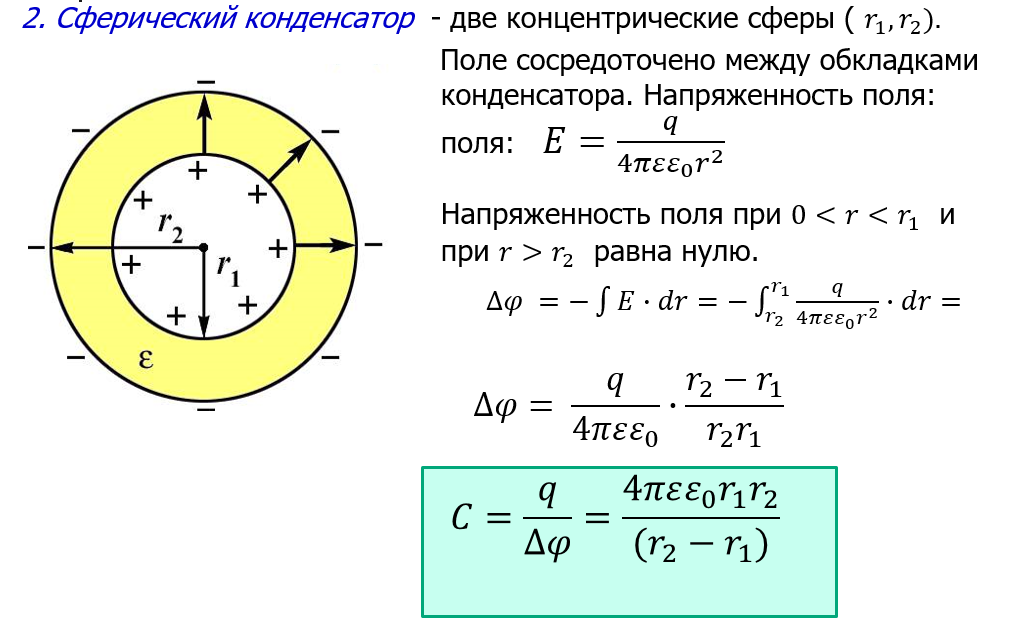 2. Сферический конденсатор - две концентрические сферы ( r₁, r₂).
Поле сосредоточено между обкладками
конденсатора. Напряженность поля:
поля: E = q / 4πεε₀r²
Напряженность поля при 0 < r < r₁ и
при r > r₂ равна нулю.
Δφ = − ∫ E · dr = − ∫_{r₂}^{r₁} q / 4πεε₀r² · dr =
Δφ = q / 4πεε₀ · r₂ − r₁ / r₂r₁
C = q / Δφ = 4πεε₀r₁r₂ / (r₂ − r₁)
−
− −
+
+ +
r₂
− + −
+ r₁
+ +
− −
ε
−